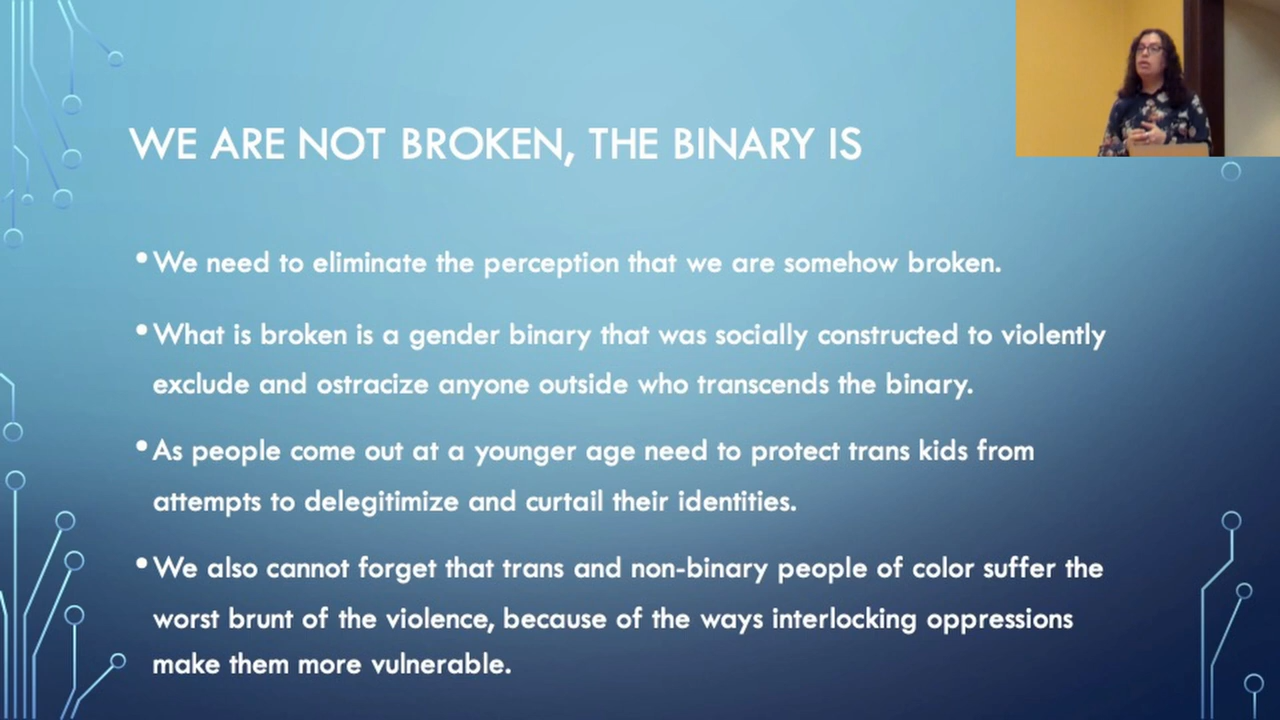 WE ARE NOT BROKEN, THE BINARY IS
•We need to eliminate the perception that we are somehow broken.
•What is broken is a gender binary that was socially constructed to violently
exclude and ostracize anyone outside who transcends the binary.
•As people come out at a younger age need to protect trans kids from
attempts to delegitimize and curtail their identities.
•We also cannot forget that trans and non-binary people of color suffer the
worst brunt of the violence, because of the ways interlocking oppressions
make them more vulnerable.